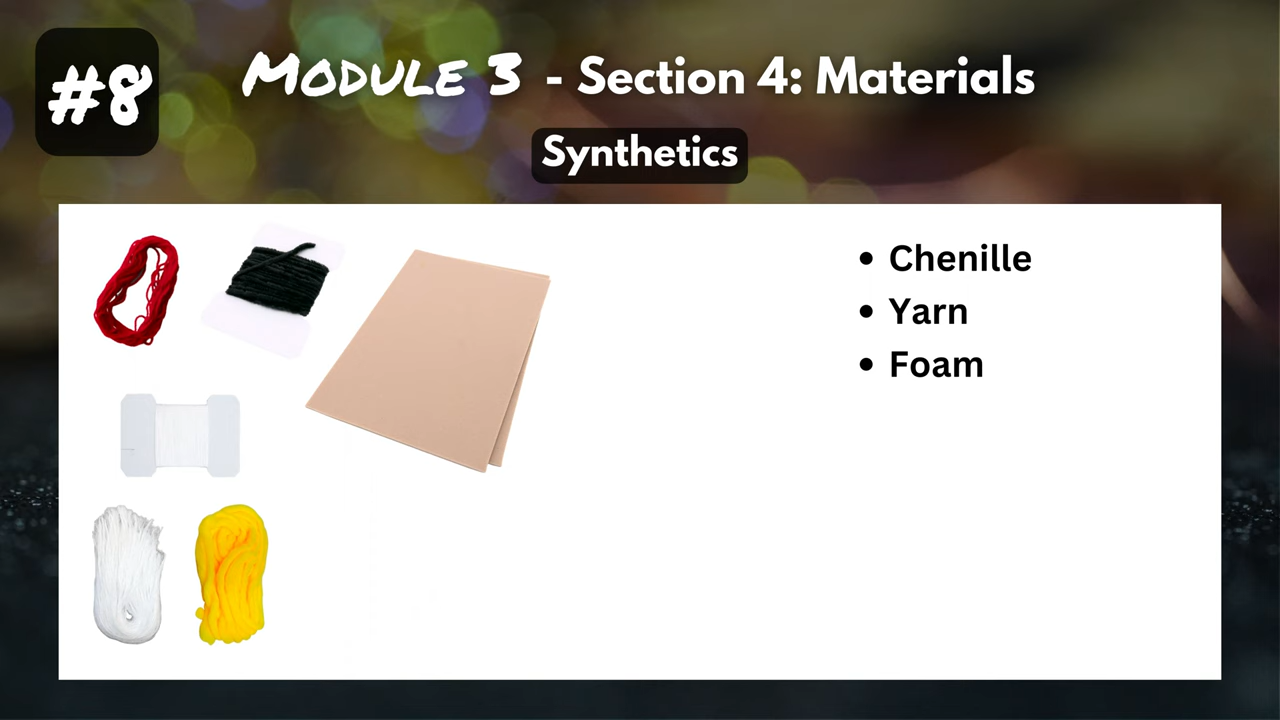 #8
Module 3 - Section 4: Materials
Synthetics
• Chenille
• Yarn
• Foam